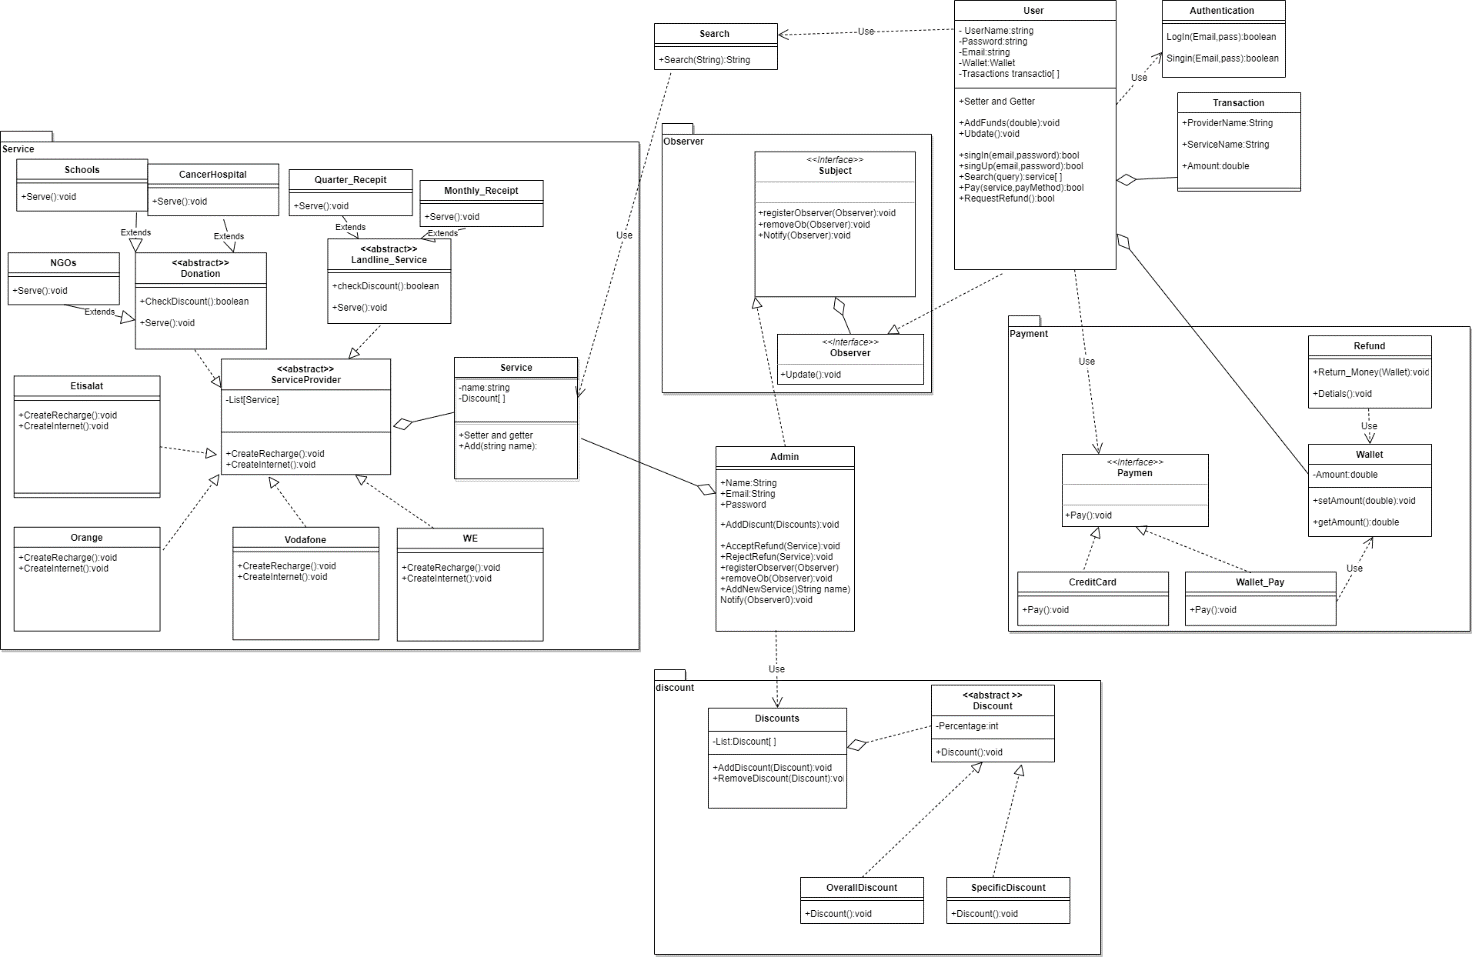 User
- UserName:string
-Password:string
-Email:string
-Wallet:Wallet
-Trasactions transactio[ ]
+Setter and Getter
+AddFunds(double):void
+Ubdate():void
+singIn(email,password):bool
+singUp(email,password):bool
+Search(query):service[ ]
+Pay(service,payMethod):bool
+RequestRefund():bool
Authentication
LogIn(Email,pass):boolean
Singin(Email,pass):boolean
Use
Search
+Search(String):String
Use
Use
Transaction
+ProviderName:String
+ServiceName:String
+Amount:double
Service
Schools
+Serve():void
CancerHospital
+Serve():void
Quarter_Recepit
+Serve():void
Monthly_Receipt
+Serve():void
Extends
Extends
Extends
Extends
NGOs
+Serve():void
Extends
<<abstract>>
Donation
+CheckDiscount():boolean
+Serve():void
<<abstract>>
Landline_Service
+checkDiscount():boolean
+Serve():void
<<abstract>>
ServiceProvider
-List[Service]
+CreateRecharge():void
+CreateInternet():void
Service
-name:string
-Discount[ ]
+Setter and getter
+Add(string name):
Etisalat
+CreateRecharge():void
+CreateInternet():void
Orange
+CreateRecharge():void
+CreateInternet():void
Vodafone
+CreateRecharge():void
+CreateInternet():void
WE
+CreateRecharge():void
+CreateInternet():void
Observer
<<interface>>
Subject
+registerObserver(Observer):void
+removeOb(Observer):void
+Notify(Observer):void
<<interface>>
Observer
+Update():void
Admin
+Name:String
+Email:String
+Password
+AddDiscunt(Discounts):void
+AcceptRefund(Service):void
+RejectRefun(Service):void
+registerObserver(Observer)
+removeOb(Observer):void
+AddNewService()String name)
Notify(Observer0):void
Use
Payment
Use
Refund
+Return_Money(Wallet):void
+Detials():void
Use
Wallet
-Amount:double
+setAmount(double):void
+getAmount():double
<<interface>>
Paymen
+Pay():void
CreditCard
+Pay():void
Wallet_Pay
+Pay():void
Use
discount
Discounts
-List:Discount[ ]
+AddDiscount(Discount):void
+RemoveDiscount(Discount):voi
<<abstract >>
Discount
-Percentage:int
+Discount():void
OverallDiscount
+Discount():void
SpecificDiscount
+Discount():void